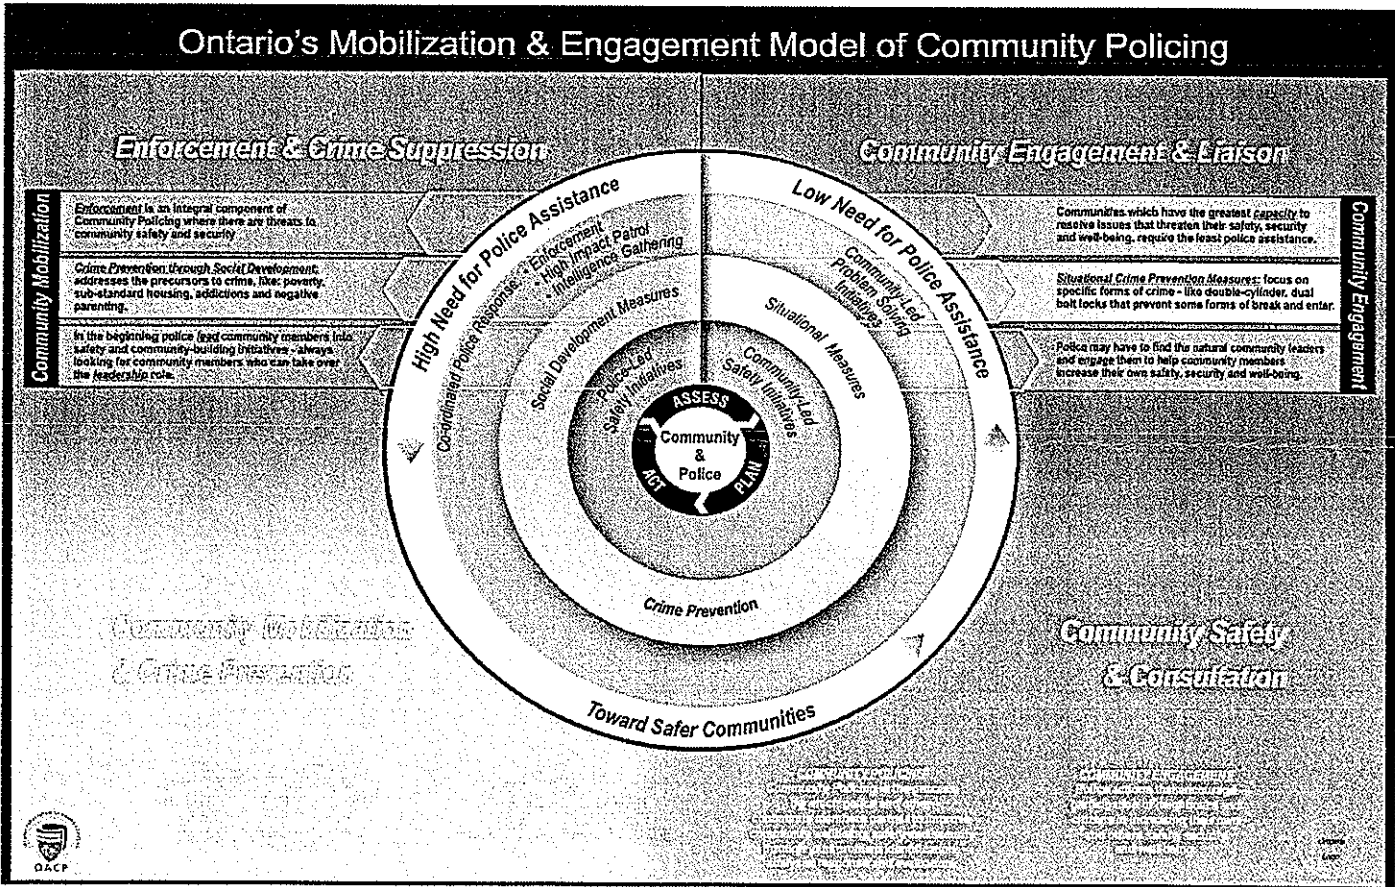 Ontario's Mobilization & Engagement Model of Community Policing
Enforcement & Crime Suppression
Community Engagement & Liaison
Community Mobilization
Enforcement is an integral component of
Community Policing where there are threats to
community safety and security
Crime Prevention through Social Development:
addresses the precursors to crime, like: poverty,
sub-standard housing, addictions and negative
parenting.
In the beginning police lead community members into
safety and community-building initiatives - always
looking for community members who can take over
the leadership role.
High Need for Police Assistance
Co-ordinated Police Response:
• Enforcement
• High Impact Patrol
• Intelligence Gathering
Social Development Measures
Police-Led
Safety Initiatives
Low Need for Police Assistance
Community-Led
Problem Solving
Initiatives
Situational Measures
Community-Led
Safety Initiatives
ASSESS
PLAN
ACT
Community
&
Police
Crime Prevention
Toward Safer Communities
Communities which have the greatest capacity to
resolve issues that threaten their safety, security
and well-being, require the least police assistance.
Situational Crime Prevention Measures: focus on
specific forms of crime - like double-cylinder, dual
bolt locks that prevent some forms of break and enter.
Police may have to find the natural community leaders
and engage them to help community members
increase their own safety, security and well-being.
Community Engagement
Community Mobilization
& Crime Prevention
Community Safety
& Consultation
COMMUNITY POLICING
COMMUNITY ENGAGEMENT
OACP